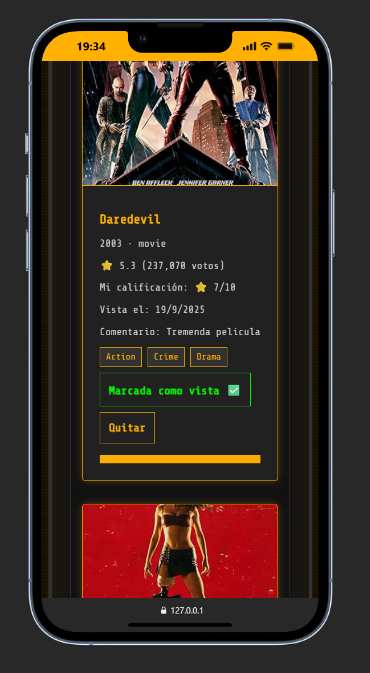 19:34
BEN AFFLECK JENNIFER GARNER
Daredevil
2003 · movie
⭐ 5.3 (237,070 votos)
Mi calificación: ⭐ 7/10
Vista el: 19/9/2025
Comentario: Tremenda película
Action Crime Drama
Marcada como vista ✅
Quitar
127.0.0.1